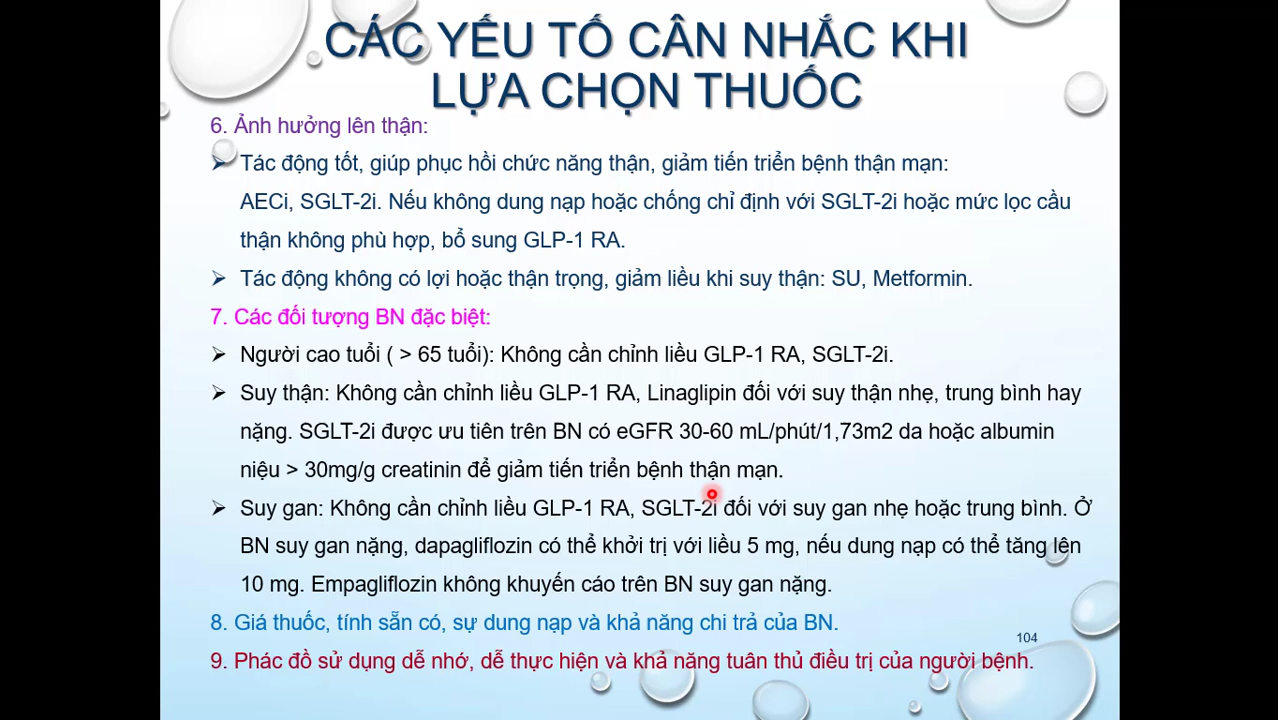 CÁC YẾU TỐ CÂN NHẮC KHI
LỰA CHỌN THUỐC
6. Ảnh hưởng lên thận:
➢ Tác động tốt, giúp phục hồi chức năng thận, giảm tiến triển bệnh thận mạn:
AECi, SGLT-2i. Nếu không dung nạp hoặc chống chỉ định với SGLT-2i hoặc mức lọc cầu
thận không phù hợp, bổ sung GLP-1 RA.
➢ Tác động không có lợi hoặc thận trọng, giảm liều khi suy thận: SU, Metformin.
7. Các đối tượng BN đặc biệt:
➢ Người cao tuổi ( > 65 tuổi): Không cần chỉnh liều GLP-1 RA, SGLT-2i.
➢ Suy thận: Không cần chỉnh liều GLP-1 RA, Linaglipin đối với suy thận nhẹ, trung bình hay
nặng. SGLT-2i được ưu tiên trên BN có eGFR 30-60 mL/phút/1,73m2 da hoặc albumin
niệu > 30mg/g creatinin để giảm tiến triển bệnh thận mạn.
➢ Suy gan: Không cần chỉnh liều GLP-1 RA, SGLT-2i đối với suy gan nhẹ hoặc trung bình. Ở
BN suy gan nặng, dapagliflozin có thể khởi trị với liều 5 mg, nếu dung nạp có thể tăng lên
10 mg. Empagliflozin không khuyến cáo trên BN suy gan nặng.
8. Giá thuốc, tính sẵn có, sự dung nạp và khả năng chi trả của BN.
104
9. Phác đồ sử dụng dễ nhớ, dễ thực hiện và khả năng tuân thủ điều trị của người bệnh.